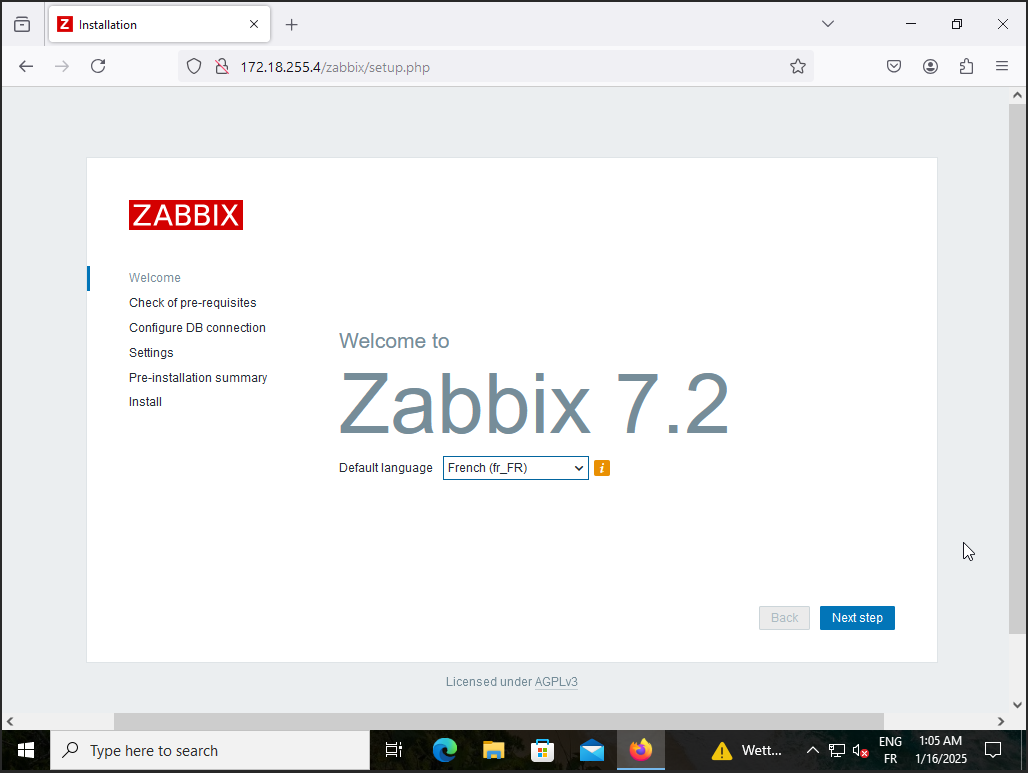 Installation
172.18.255.4/zabbix/setup.php
ZABBIX
Welcome
Check of pre-requisites
Configure DB connection
Settings
Pre-installation summary
Install
Welcome to
Zabbix 7.2
Default language
French (fr_FR)
Back
Next step
Licensed under AGPLv3
Type here to search
Wett...
ENG
FR
1:05 AM
1/16/2025